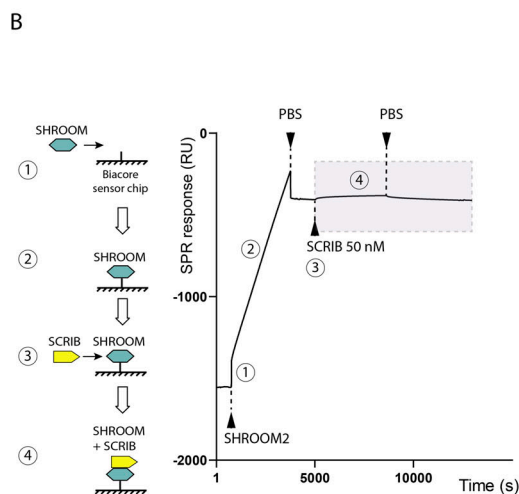 B
SHROOM
①
Biacore
sensor chip
②
SHROOM
③
SCRIB
SHROOM
④
SHROOM
+ SCRIB
PBS
PBS
0
-1000
-2000
SPR response (RU)
④
②
SCRIB 50 nM
③
①
SHROOM2
1
5000
10000
Time (s)